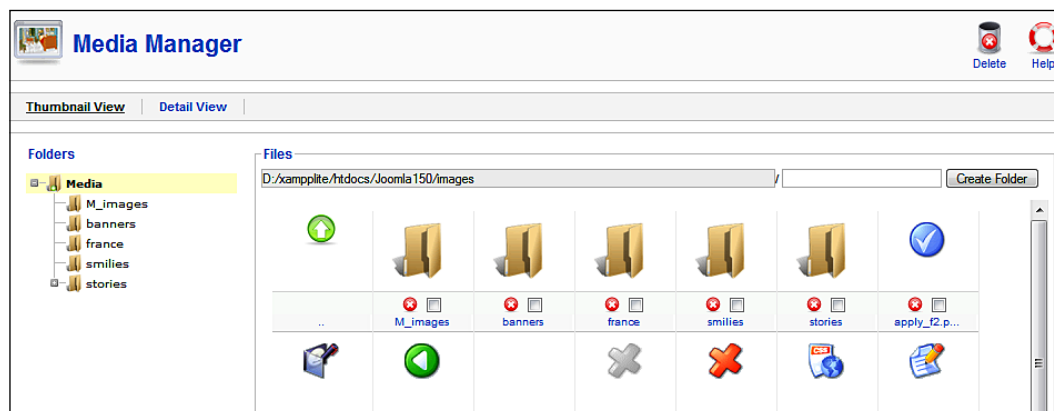 Media Manager
Delete
Help
Thumbnail View
Detail View
Folders
Media
M_images
banners
france
smilies
stories
Files
D:/xampplite/htdocs/Joomla150/images
/
Create Folder
..
M_images
banners
france
smilies
stories
apply_f2.p...
CSS